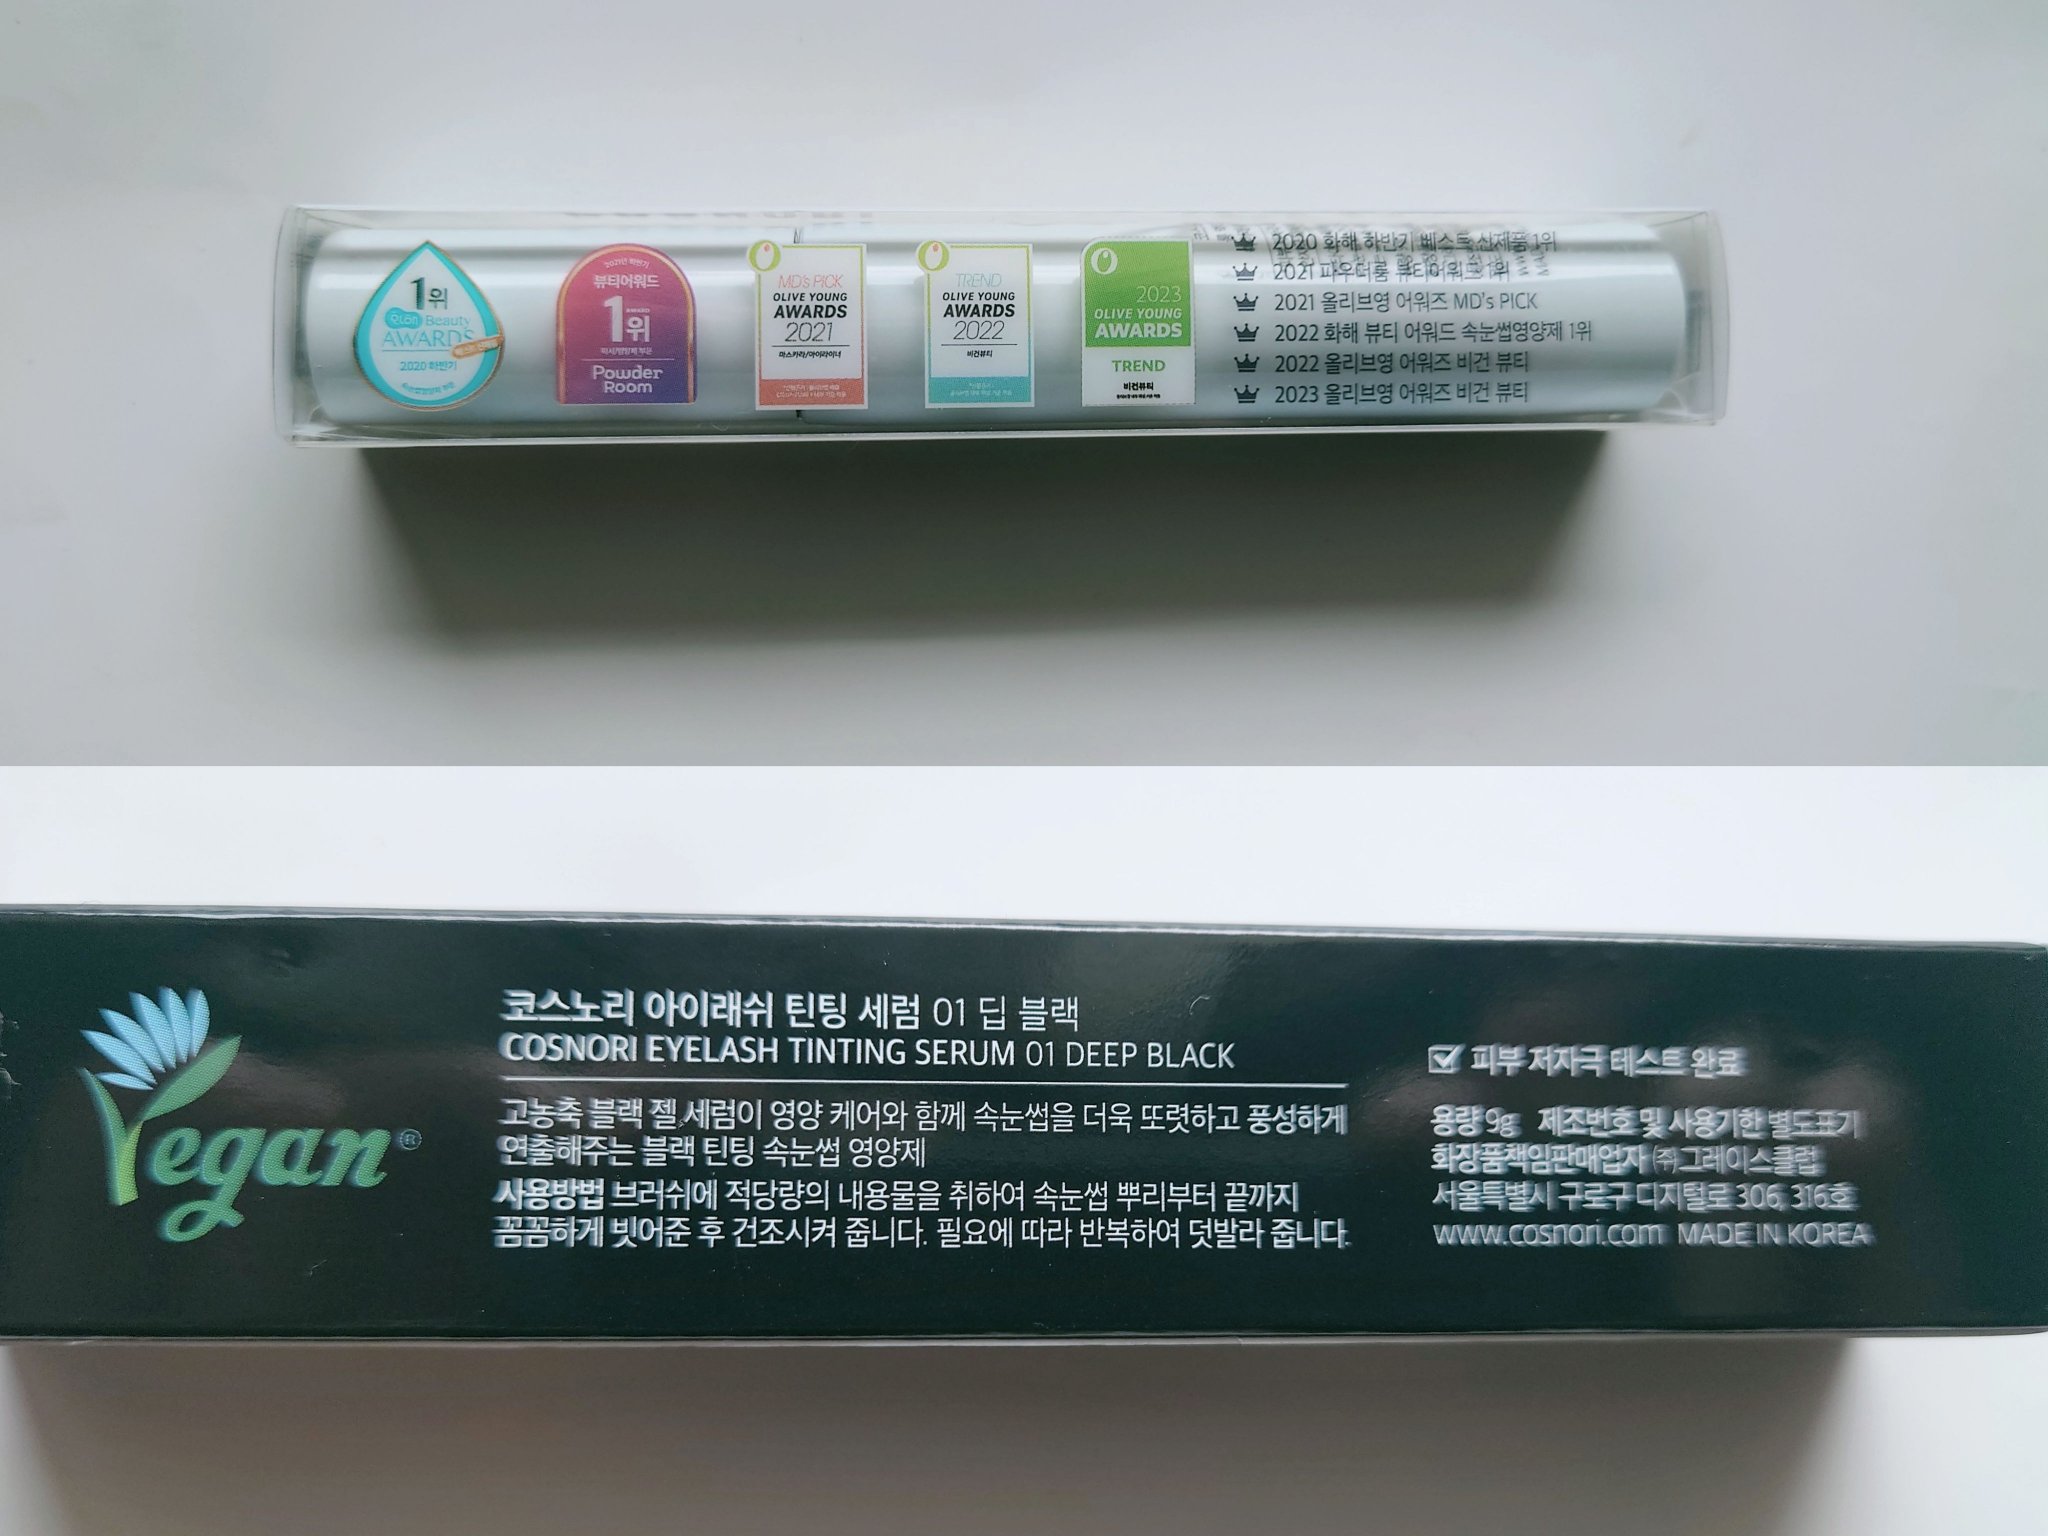 1위
Beauty
AWARDS
2020 하반기
2021년 하반기
뷰티어워드
AWARD
1위
Powder
Room
MD's PICK
OLIVE YOUNG
AWARDS
2021
마스카라/아이라이너
TREND
OLIVE YOUNG
AWARDS
2022
비건뷰티
2023
OLIVE YOUNG
AWARDS
TREND
비건뷰티
2020 화해 하반기 베스트 신제품 1위
2021 파우더룸 뷰티어워드 1위
2021 올리브영 어워즈 MD's PICK
2022 화해 뷰티 어워드 속눈썹영양제 1위
2022 올리브영 어워즈 비건 뷰티
2023 올리브영 어워즈 비건 뷰티
Vegan®
코스노리 아이래쉬 틴팅 세럼 01 딥 블랙
COSNORI EYELASH TINTING SERUM 01 DEEP BLACK
고농축 블랙 젤 세럼이 영양 케어와 함께 속눈썹을 더욱 또렷하고 풍성하게
연출해주는 블랙 틴팅 속눈썹 영양제
사용방법 브러쉬에 적당량의 내용물을 취하여 속눈썹 뿌리부터 끝까지
꼼꼼하게 빗어준 후 건조시켜 줍니다. 필요에 따라 반복하여 덧발라 줍니다.
피부 저자극 테스트 완료
용량 9g 제조번호 및 사용기한 별도표기
화장품책임판매업자 ㈜그레이스클럽
서울특별시 구로구 디지털로 306, 316호
www.cosnori.com MADE IN KOREA